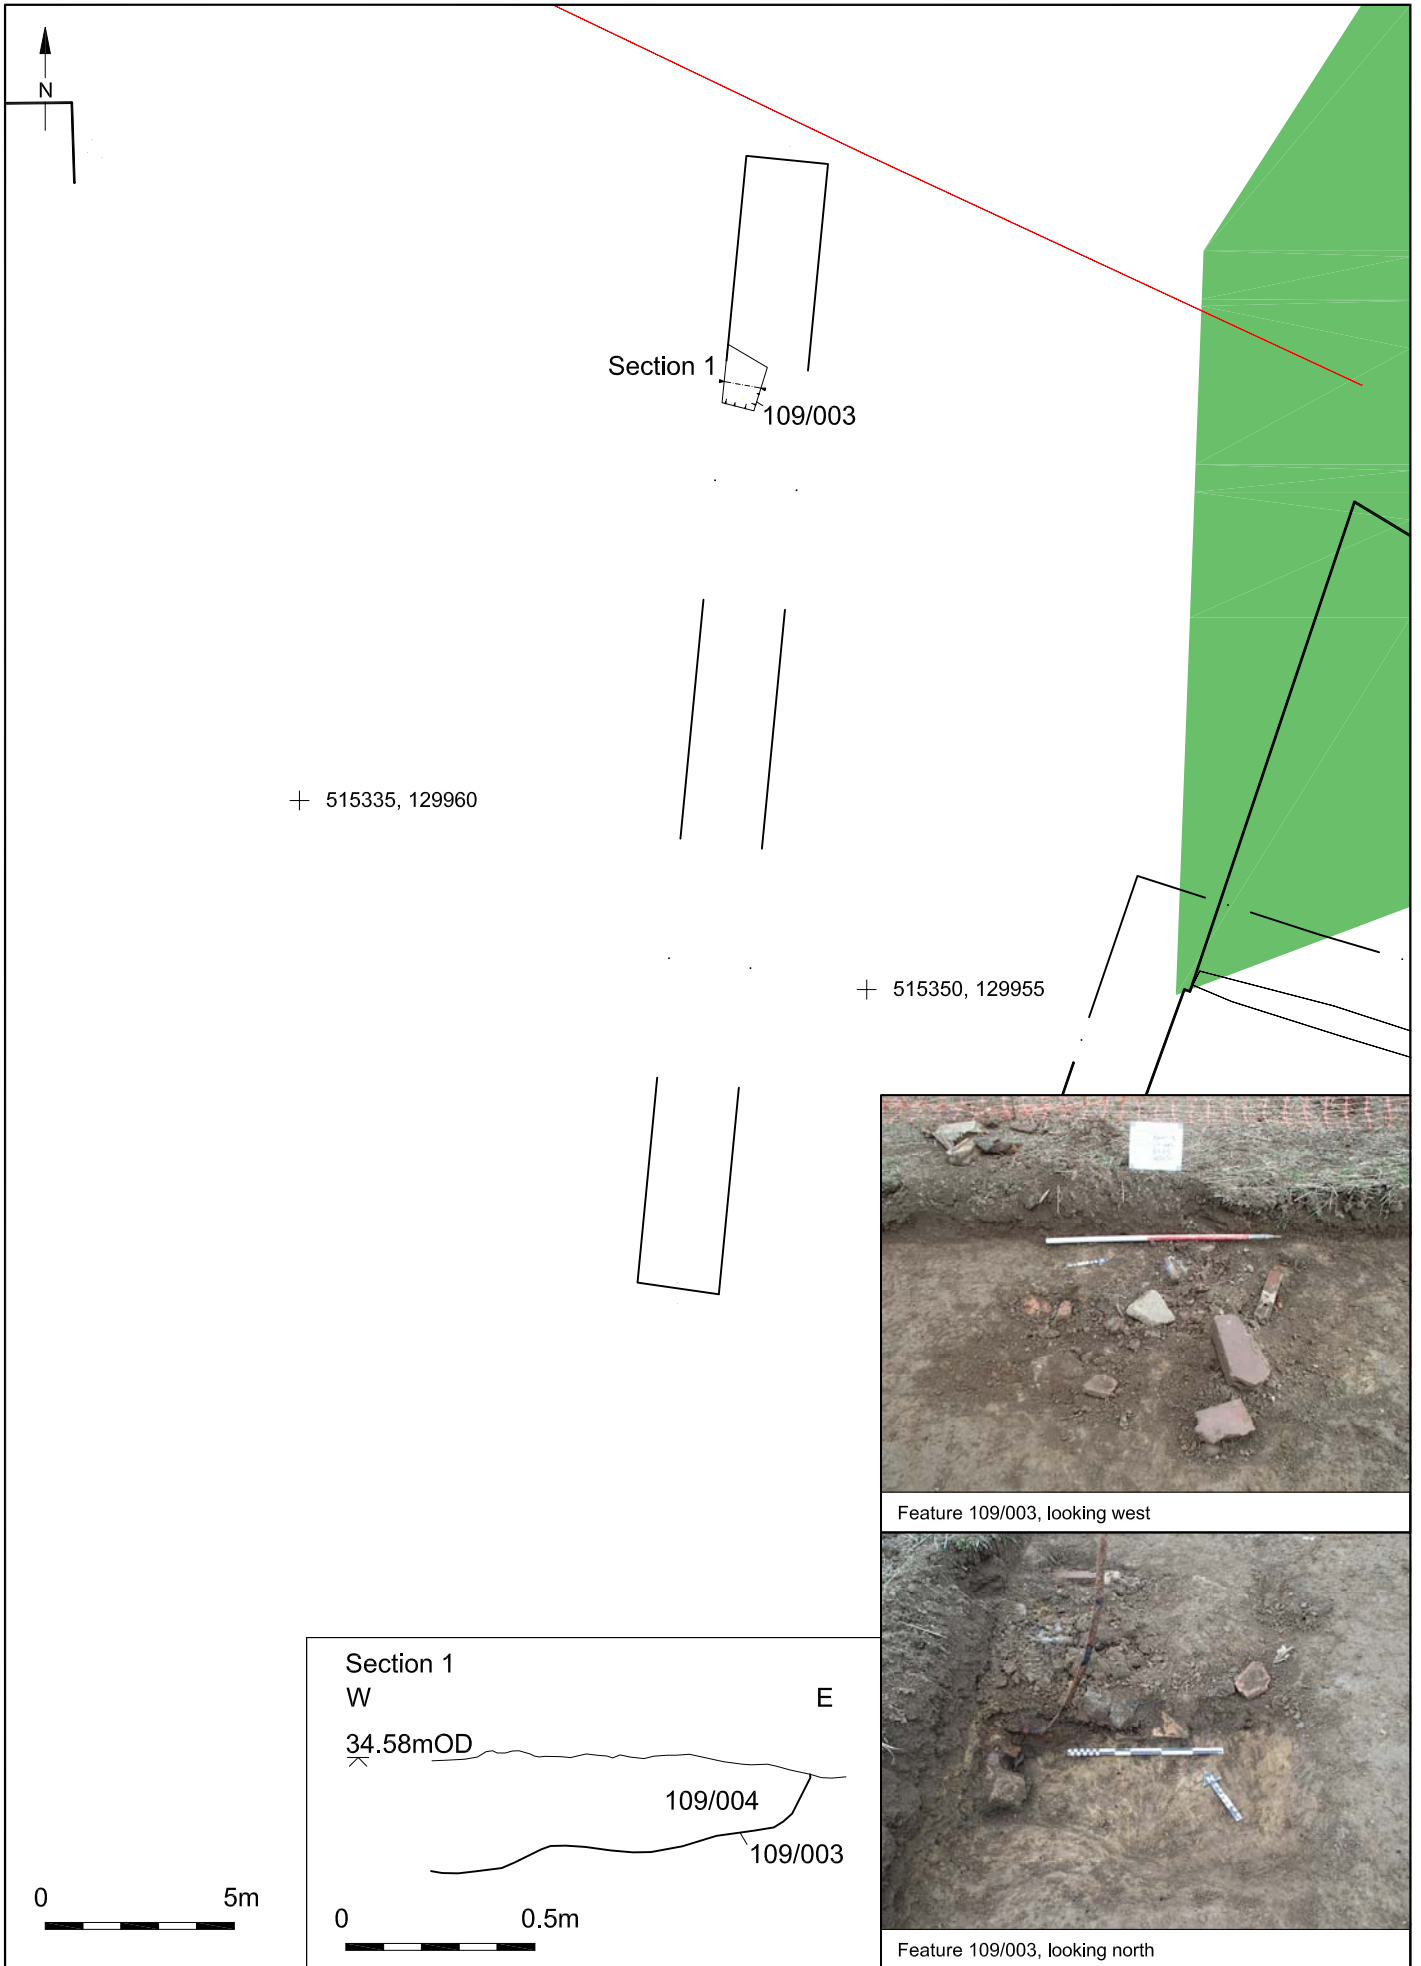 N
Section 1
109/003
515335, 129960
515350, 129955
Feature 109/003, looking west
Section 1
W E
34.58mOD
109/004
109/003
0 5m
0 0.5m
Feature 109/003, looking north